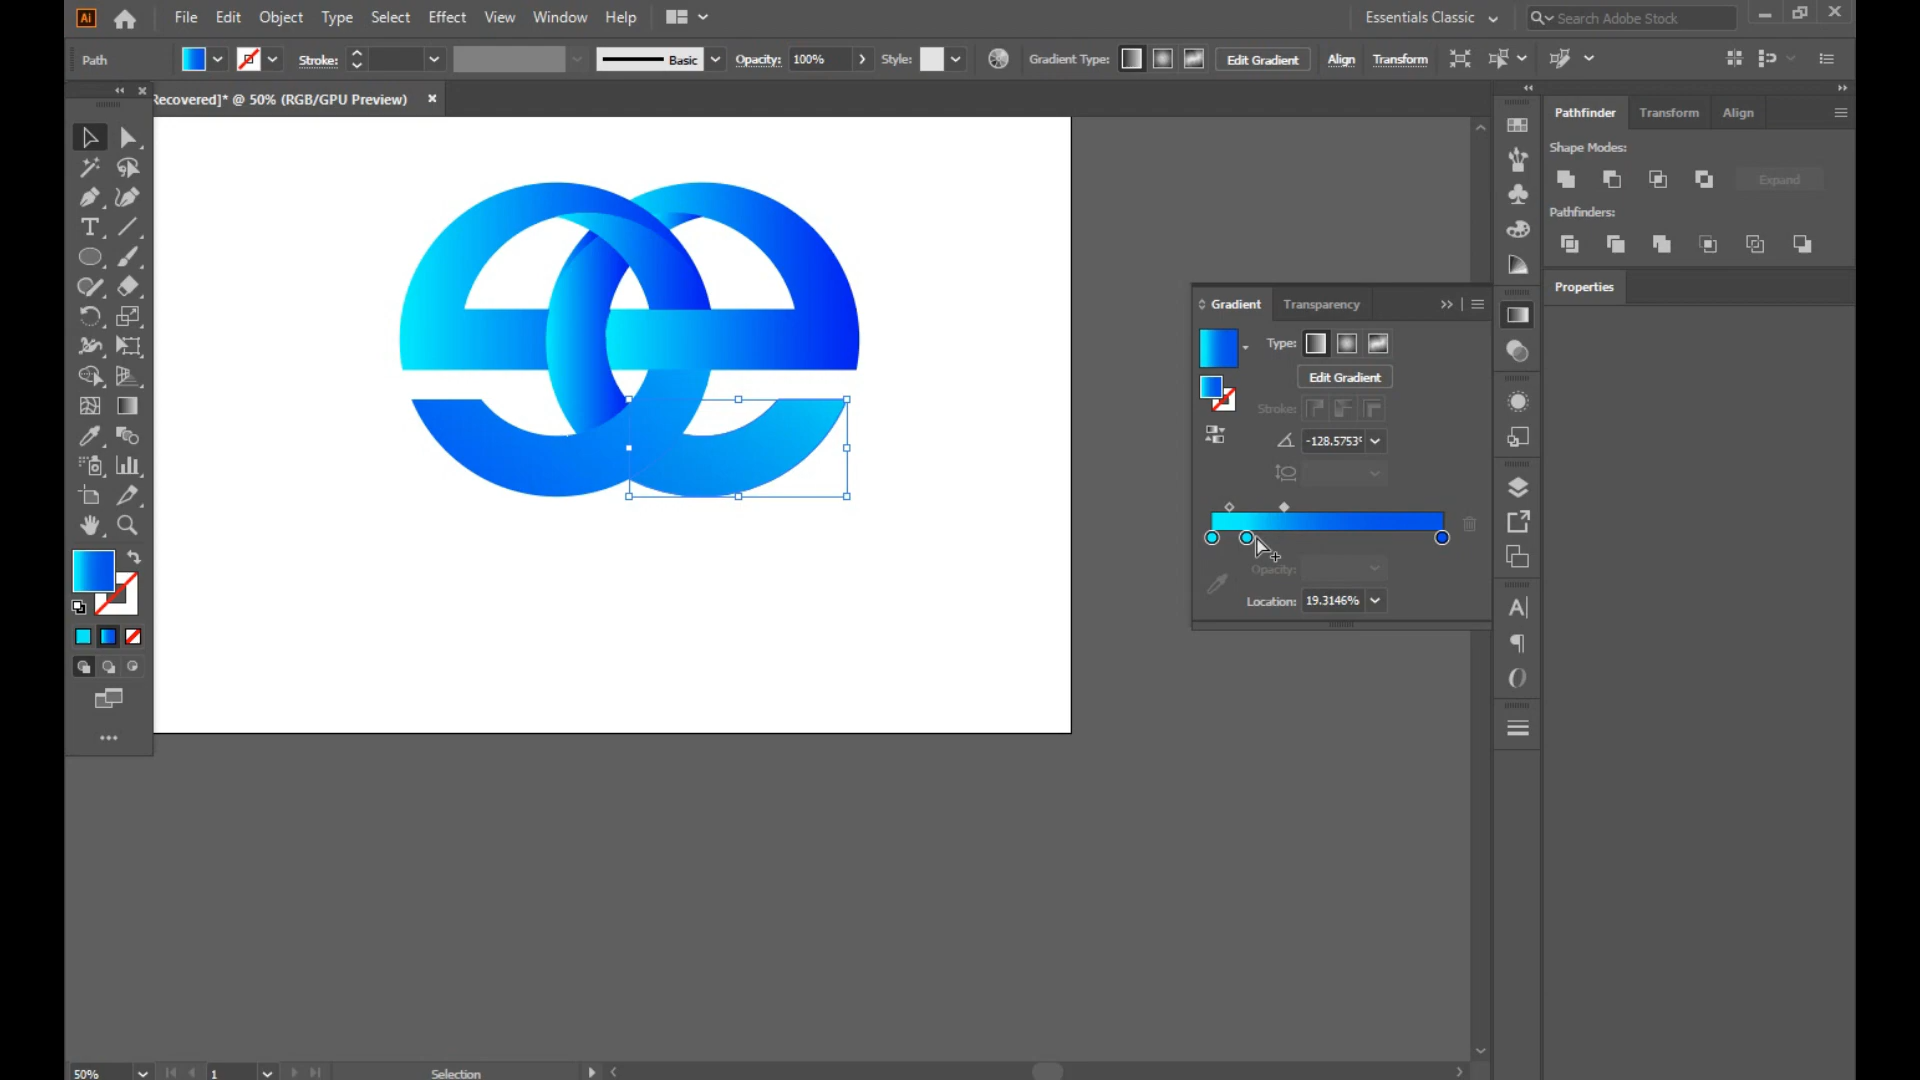 Ai File Edit Object Type Select Effect View Window Help Essentials Classic Search Adobe Stock
Path Stroke: Basic Opacity: 100% Style: Gradient Type: Edit Gradient Align Transform
Recovered]* @ 50% (RGB/GPU Preview)
Pathfinder Transform Align
Shape Modes:
Expand
Pathfinders:
Properties
Gradient Transparency
Type:
Edit Gradient
Stroke:
-128.5753°
Opacity:
Location: 19.3146%
50% 1 Selection